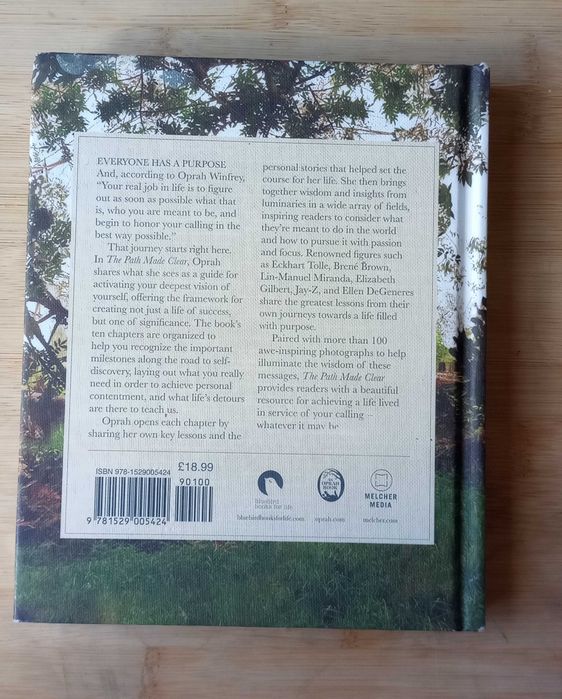 EVERYONE HAS A PURPOSE
And, according to Oprah Winfrey,
“Your real job in life is to figure
out as soon as possible what that
is, who you are meant to be, and
begin to honor your calling in the
best way possible.”
That journey starts right here.
In The Path Made Clear, Oprah
shares what she sees as a guide for
activating your deepest vision of
yourself, offering the framework for
creating not just a life of success,
but one of significance. The book’s
ten chapters are organized to
help you recognize the important
milestones along the road to self-
discovery, laying out what you really
need in order to achieve personal
contentment, and what life’s detours
are there to teach us.
Oprah opens each chapter by
sharing her own key lessons and the
personal stories that helped set the
course for her life. She then brings
together wisdom and insights from
luminaries in a wide array of fields,
inspiring readers to consider what
they’re meant to do in the world
and how to pursue it with passion
and focus. Renowned figures such
as Eckhart Tolle, Brené Brown,
Lin-Manuel Miranda, Elizabeth
Gilbert, Jay-Z, and Ellen DeGeneres
share the greatest lessons from their
own journeys towards a life filled
with purpose.
Paired with more than 100
awe-inspiring photographs to help
illuminate the wisdom of these
messages, The Path Made Clear
provides readers with a beautiful
resource for achieving a life lived
in service of your calling –
whatever it may be
ISBN 978-1529005424
£18.99
90100
9 781529 005424
bluebird
books for life
bluebirdbooksforlife.com
AN
OPRAH
BOOK
oprah.com
MELCHER
MEDIA
melcher.com